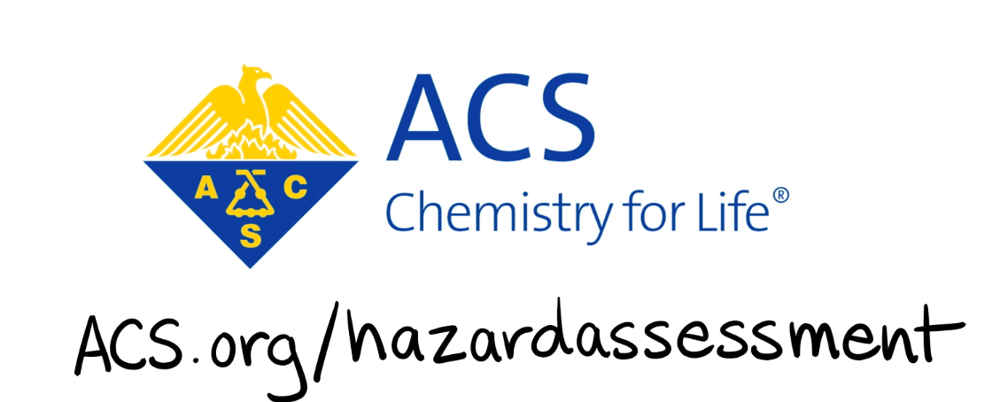 ACS
Chemistry for Life®
A C
S
ACS.org/hazardassessment